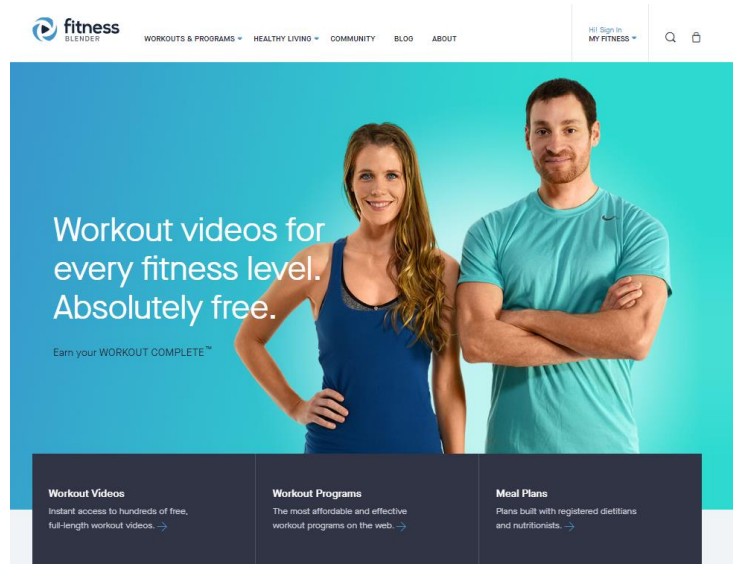 fitness
BLENDER
WORKOUTS & PROGRAMS
HEALTHY LIVING
COMMUNITY
BLOG
ABOUT
Hi! Sign In
MY FITNESS
Workout videos for
every fitness level.
Absolutely free.
Earn your WORKOUT COMPLETE™
Workout Videos
Instant access to hundreds of free,
full-length workout videos. →
Workout Programs
The most affordable and effective
workout programs on the web. →
Meal Plans
Plans built with registered dietitians
and nutritionists. →